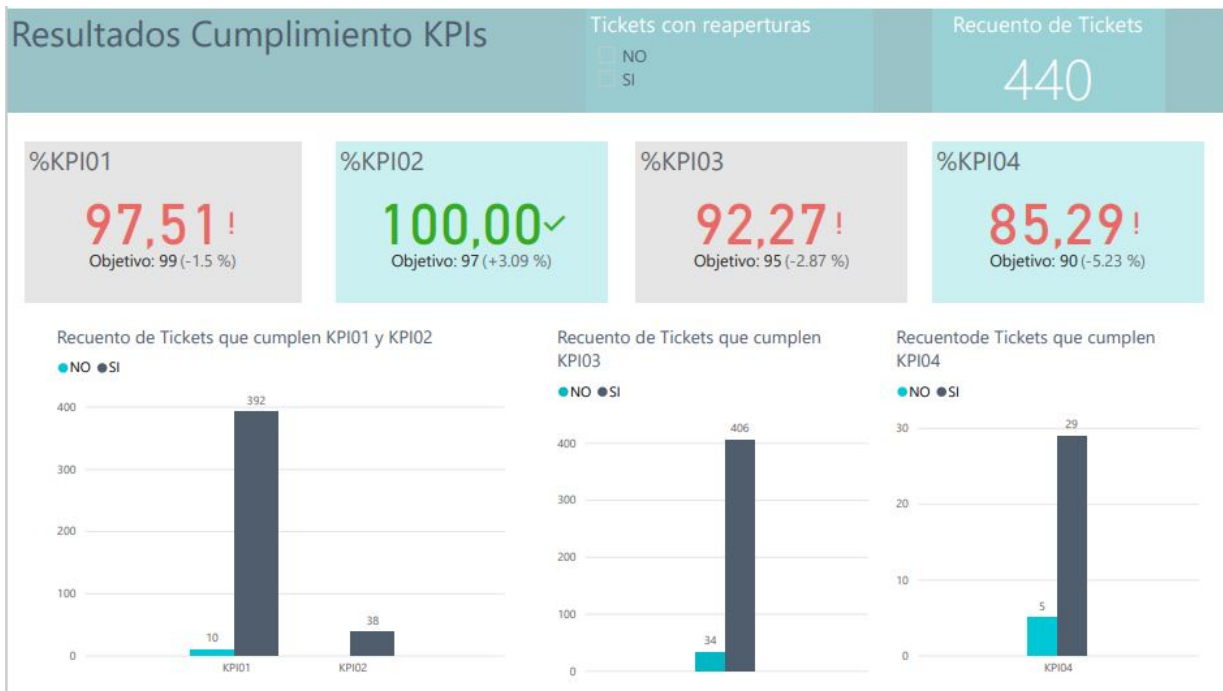 Resultados Cumplimiento KPIs
Tickets con reaperturas
NO
SI
Recuento de Tickets
440
%KPI01
97,51!
Objetivo: 99 (-1.5 %)
%KPI02
100,00✓
Objetivo: 97 (+3.09 %)
%KPI03
92,27!
Objetivo: 95 (-2.87 %)
%KPI04
85,29!
Objetivo: 90 (-5.23 %)
Recuento de Tickets que cumplen KPI01 y KPI02
NO SI
400
300
200
100
0
10
392
38
KPI01
KPI02
Recuento de Tickets que cumplen
KPI03
NO SI
400
300
200
100
0
34
406
Recuentode Tickets que cumplen
KPI04
NO SI
30
20
10
0
5
29
KPI04